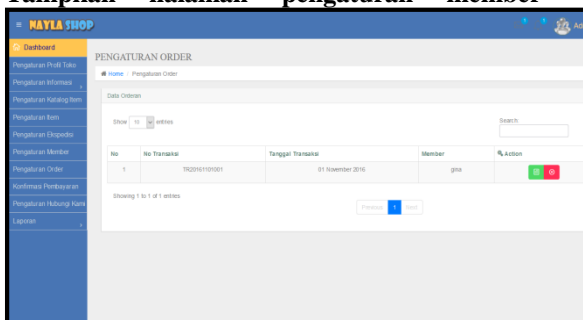 Tampilan halaman pengaturan member
NAYLA SHOP
Dashboard
Pengaturan Profil Toko
Pengaturan Informasi
Pengaturan Katalog Item
Pengaturan Item
Pengaturan Ekspedisi
Pengaturan Member
Pengaturan Order
Konfirmasi Pembayaran
Pengaturan Hubungi Kami
Laporan
PENGATURAN ORDER
Home / Pengaturan Order
Data Orderan
Show 10 entries
Search
No No Transaksi Tanggal Transaksi Member Action
1 TR20161101001 01 November 2016 gina
Showing 1 to 1 of 1 entries
Previous 1 Next